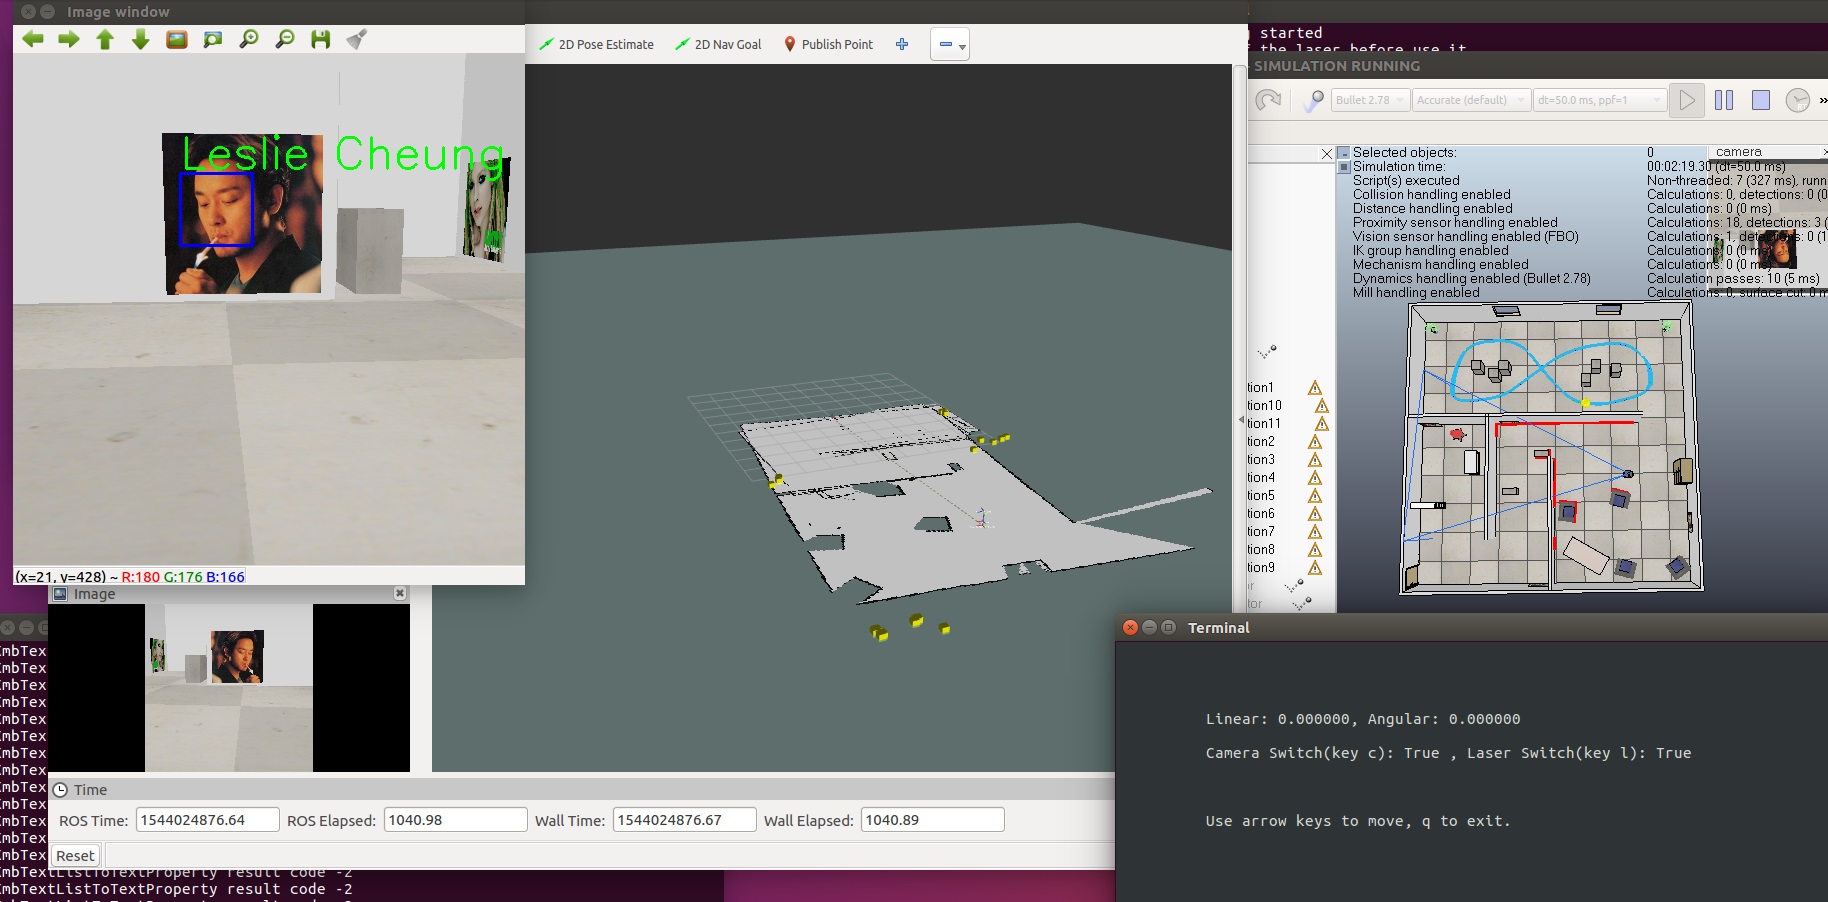 Image window
Leslie Cheung
(x=21, y=428) ~ R:180 G:176 B:166
2D Pose Estimate
2D Nav Goal
Publish Point
started
the laser before use it
SIMULATION RUNNING
Bullet 2.78
Accurate (default)
dt=50.0 ms, ppf=1
camera
Selected objects: 0
Simulation time: 00:02:19.30 (dt=50.0 ms)
Script(s) executed Non-threaded: 7 (327 ms), runn
Collision handling enabled Calculations: 0, detections: 0 (0
Distance handling enabled Calculations: 0 (0 ms)
Proximity sensor handling enabled Calculations: 18, detections: 3 (
Vision sensor handling enabled (FBO) Calculations: 1, detections: 0 (1
IK group handling enabled Calculations: 0 (0 ms)
Mechanism handling enabled Calculations: 0 (0 ms)
Dynamics handling enabled (Bullet 2.78) Calculation passes: 10 (5 ms)
Mill handling enabled Calculations: 0, surface cut: 0 m
tion1
tion10
tion11
tion2
tion3
tion4
tion5
tion6
tion7
tion8
tion9
or
tor
Image
Time
ROS Time: 1544024876.64 ROS Elapsed: 1040.98 Wall Time: 1544024876.67 Wall Elapsed: 1040.89
Reset
mbTex
mbTex
mbTex
mbTex
mbTex
mbTex
mbTex
mbTex
mbTex
mbTex
mbTex
mbTex
mbTex
mbTextListToTextProperty result code -2
mbTextListToTextProperty result code -2
Terminal
Linear: 0.000000, Angular: 0.000000
Camera Switch(key c): True , Laser Switch(key l): True
Use arrow keys to move, q to exit.